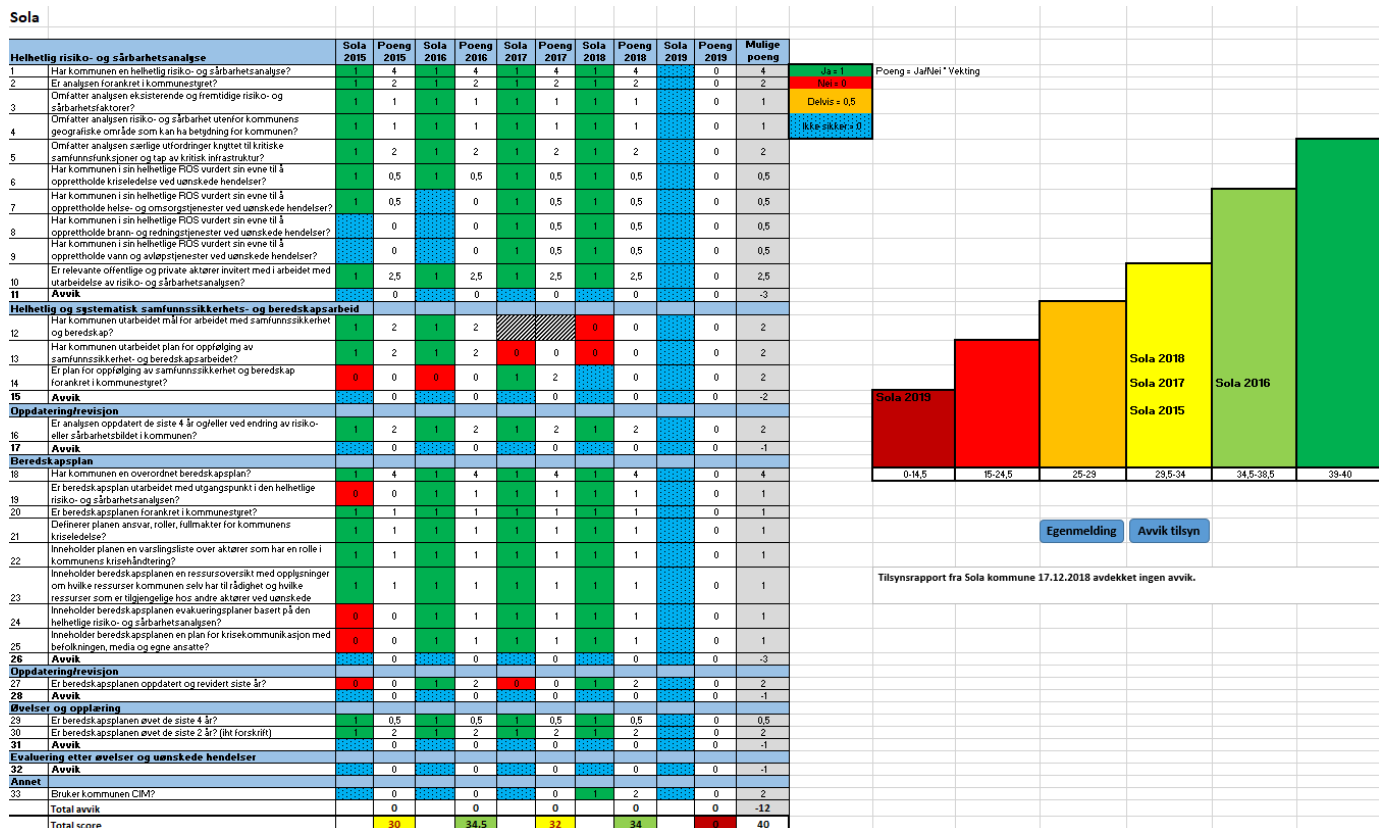 Sola
Helhetlig risiko- og sårbarhetsanalyse Sola 2015 Poeng 2015 Sola 2016 Poeng 2016 Sola 2017 Poeng 2017 Sola 2018 Poeng 2018 Sola 2019 Poeng 2019 Mulige poeng
1 Har kommunen en helhetlig risiko- og sårbarhetsanalyse? 1 4 1 4 1 4 1 4 0 4 Ja = 1 Poeng = Ja/Nei * Vekting
2 Er analysen forankret i kommunestyret? 1 2 1 2 1 2 1 2 0 2 Nei = 0
3 Omfatter analysen eksisterende og fremtidige risiko- og
sårbarhetsfaktorer? 1 1 1 1 1 1 1 1 0 1 Delvis = 0,5
4 Omfatter analysen risiko- og sårbarhet utenfor kommunens
geografiske område som kan ha betydning for kommunen? 1 1 1 1 1 1 1 1 0 1 Ikke sikker = 0
5 Omfatter analysen særlige utfordringer knyttet til kritiske
samfunnsfunksjoner og tap av kritisk infrastruktur? 1 2 1 2 1 2 1 2 0 2
6 Har kommunen i sin helhetlige ROS vurdert sin evne til å
opprettholde kriseledelse ved uønskede hendelser? 1 0,5 1 0,5 1 0,5 1 0,5 0 0,5
7 Har kommunen i sin helhetlige ROS vurdert sin evne til å
opprettholde helse- og omsorgstjenester ved uønskede hendelser? 1 0,5 0 1 0,5 1 0,5 0 0,5
8 Har kommunen i sin helhetlige ROS vurdert sin evne til å
opprettholde brann- og redningstjenester ved uønskede hendelser? 0 0 1 0,5 1 0,5 0 0,5
9 Har kommunen i sin helhetlige ROS vurdert sin evne til å
opprettholde vann og avløpstjenester ved uønskede hendelser? 0 0 1 0,5 1 0,5 0 0,5
10 Er relevante offentlige og private aktører invitert med i arbeidet med
utarbeidelse av risiko- og sårbarhetsanalysen? 1 2,5 1 2,5 1 2,5 1 2,5 0 2,5
11 Avvik 0 0 0 0 0 -3
Helhetlig og systematisk samfunnssikkerhets- og beredskapsarbeid
12 Har kommunen utarbeidet mål for arbeidet med samfunnssikkerhet
og beredskap? 1 2 1 2 0 0 0 2
13 Har kommunen utarbeidet plan for oppfølging av
samfunnssikkerhet- og beredskapsarbeidet? 1 2 1 2 0 0 0 0 0 2
14 Er plan for oppfølging av samfunnssikkerhet og beredskap
forankret i kommunestyret? 0 0 0 0 1 2 0 0 2
15 Avvik 0 0 0 0 0 -2
Oppdatering/revisjon
16 Er analysen oppdatert de siste 4 år og/eller ved endring av risiko-
eller sårbarhetsbildet i kommunen? 1 2 1 2 1 2 1 2 0 2
17 Avvik 0 0 0 0 0 -1
Beredskapsplan
18 Har kommunen en overordnet beredskapsplan? 1 4 1 4 1 4 1 4 0 4
19 Er beredskapsplan utarbeidet med utgangspunkt i den helhetlige
risiko- og sårbarhetsanalysen? 0 0 1 1 1 1 1 1 0 1
20 Er beredskapsplanen forankret i kommunestyret? 1 1 1 1 1 1 1 1 0 1
21 Definerer planen ansvar, roller, fullmakter for kommunens
kriseledelse? 1 1 1 1 1 1 1 1 0 1
22 Inneholder planen en varslingsliste over aktører som har en rolle i
kommunens krisehåndtering? 1 1 1 1 1 1 1 1 0 1
23 Inneholder beredskapsplanen en ressursoversikt med opplysninger
om hvilke ressurser kommunen selv har til rådighet og hvilke
ressurser som er tilgjengelige hos andre aktører ved uønskede 1 1 1 1 1 1 1 1 0 1
24 Inneholder beredskapsplanen evakueringsplaner basert på den
helhetlige risiko- og sårbarhetsanalysen? 0 0 1 1 1 1 1 1 0 1
25 Inneholder beredskapsplanen en plan for krisekommunikasjon med
befolkningen, media og egne ansatte? 0 0 1 1 1 1 1 1 0 1
26 Avvik 0 0 0 0 0 -3
Oppdatering/revisjon
27 Er beredskapsplanen oppdatert og revidert siste år? 0 0 1 2 0 0 1 2 0 2
28 Avvik 0 0 0 0 0 -1
Øvelser og opplæring
29 Er beredskapsplanen øvet de siste 4 år? 1 0,5 1 0,5 1 0,5 1 0,5 0 0,5
30 Er beredskapsplanen øvet de siste 2 år? (iht forskrift) 1 2 1 2 1 2 1 2 0 2
31 Avvik 0 0 0 0 0 -1
Evaluering etter øvelser og uønskede hendelser
32 Avvik 0 0 0 0 0 -1
Annet
33 Bruker kommunen CIM? 0 0 0 1 2 0 2
Total avvik 0 0 0 0 0 -12
Total score 30 34,5 32 34 0 40
Sola 2018
Sola 2019 Sola 2017 Sola 2016
Sola 2015
0-14,5 15-24,5 25-29 29,5-34 34,5-38,5 39-40
Egenmelding Avvik tilsyn
Tilsynsrapport fra Sola kommune 17.12.2018 avdekket ingen avvik.